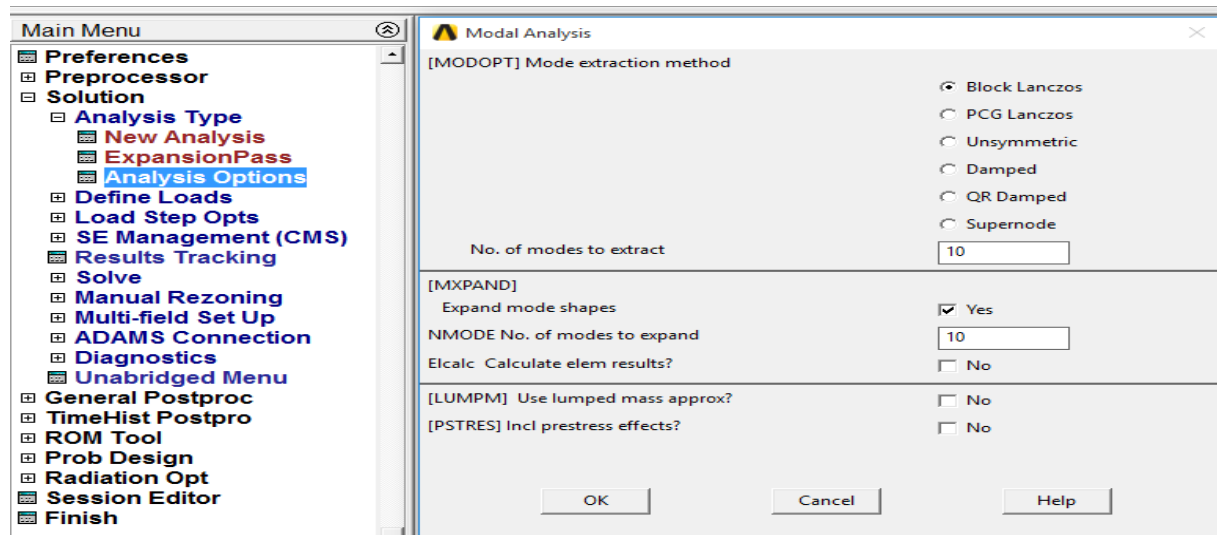 Main Menu
Preferences
Preprocessor
Solution
Analysis Type
New Analysis
ExpansionPass
Analysis Options
Define Loads
Load Step Opts
SE Management (CMS)
Results Tracking
Solve
Manual Rezoning
Multi-field Set Up
ADAMS Connection
Diagnostics
Unabridged Menu
General Postproc
TimeHist Postpro
ROM Tool
Prob Design
Radiation Opt
Session Editor
Finish
Modal Analysis
[MODOPT] Mode extraction method
Block Lanczos
PCG Lanczos
Unsymmetric
Damped
QR Damped
Supernode
No. of modes to extract 10
[MXPAND]
Expand mode shapes Yes
NMODE No. of modes to expand 10
Elcalc Calculate elem results? No
[LUMPM] Use lumped mass approx? No
[PSTRES] Incl prestress effects? No
OK Cancel Help